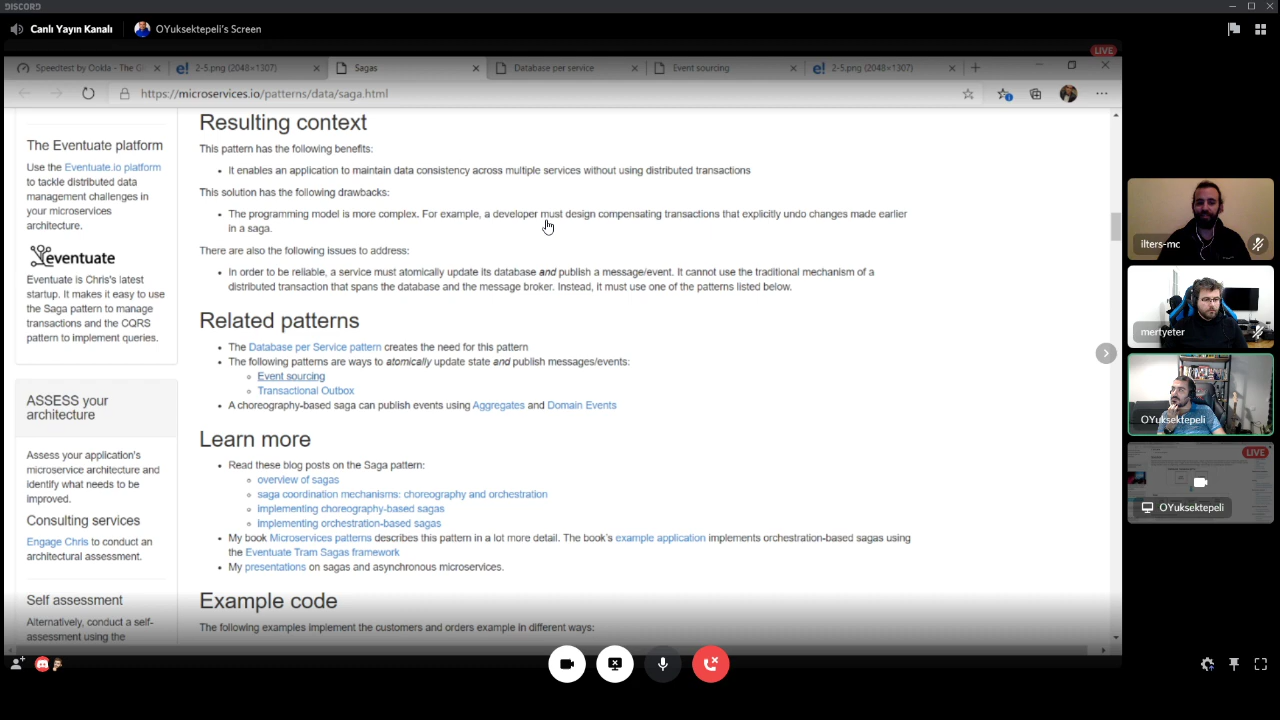 DISCORD
Canlı Yayın Kanalı
OYuksektepeli's Screen
LIVE
Speedtest by Ookla - The Gl
2-5.png (2048×1307)
Sagas
Database per service
Event sourcing
2-5.png (2048×1307)
https://microservices.io/patterns/data/saga.html
The Eventuate platform
Use the Eventuate.io platform
to tackle distributed data
management challenges in
your microservices
architecture.
eventuate
Eventuate is Chris's latest
startup. It makes it easy to use
the Saga pattern to manage
transactions and the CQRS
pattern to implement queries.
ASSESS your
architecture
Assess your application's
microservice architecture and
identify what needs to be
improved.
Consulting services
Engage Chris to conduct an
architectural assessment.
Self assessment
Alternatively, conduct a self-
assessment using the
Resulting context
This pattern has the following benefits:
• It enables an application to maintain data consistency across multiple services without using distributed transactions
This solution has the following drawbacks:
• The programming model is more complex. For example, a developer must design compensating transactions that explicitly undo changes made earlier
in a saga.
There are also the following issues to address:
• In order to be reliable, a service must atomically update its database and publish a message/event. It cannot use the traditional mechanism of a
distributed transaction that spans the database and the message broker. Instead, it must use one of the patterns listed below.
Related patterns
• The Database per Service pattern creates the need for this pattern
• The following patterns are ways to atomically update state and publish messages/events:
◦ Event sourcing
◦ Transactional Outbox
• A choreography-based saga can publish events using Aggregates and Domain Events
Learn more
• Read these blog posts on the Saga pattern:
◦ overview of sagas
◦ saga coordination mechanisms: choreography and orchestration
◦ implementing choreography-based sagas
◦ implementing orchestration-based sagas
• My book Microservices patterns describes this pattern in a lot more detail. The book's example application implements orchestration-based sagas using
the Eventuate Tram Sagas framework
• My presentations on sagas and asynchronous microservices.
Example code
The following examples implement the customers and orders example in different ways:
ilters-mc
mertyeter
OYuksektepeli
LIVE
OYuksektepeli